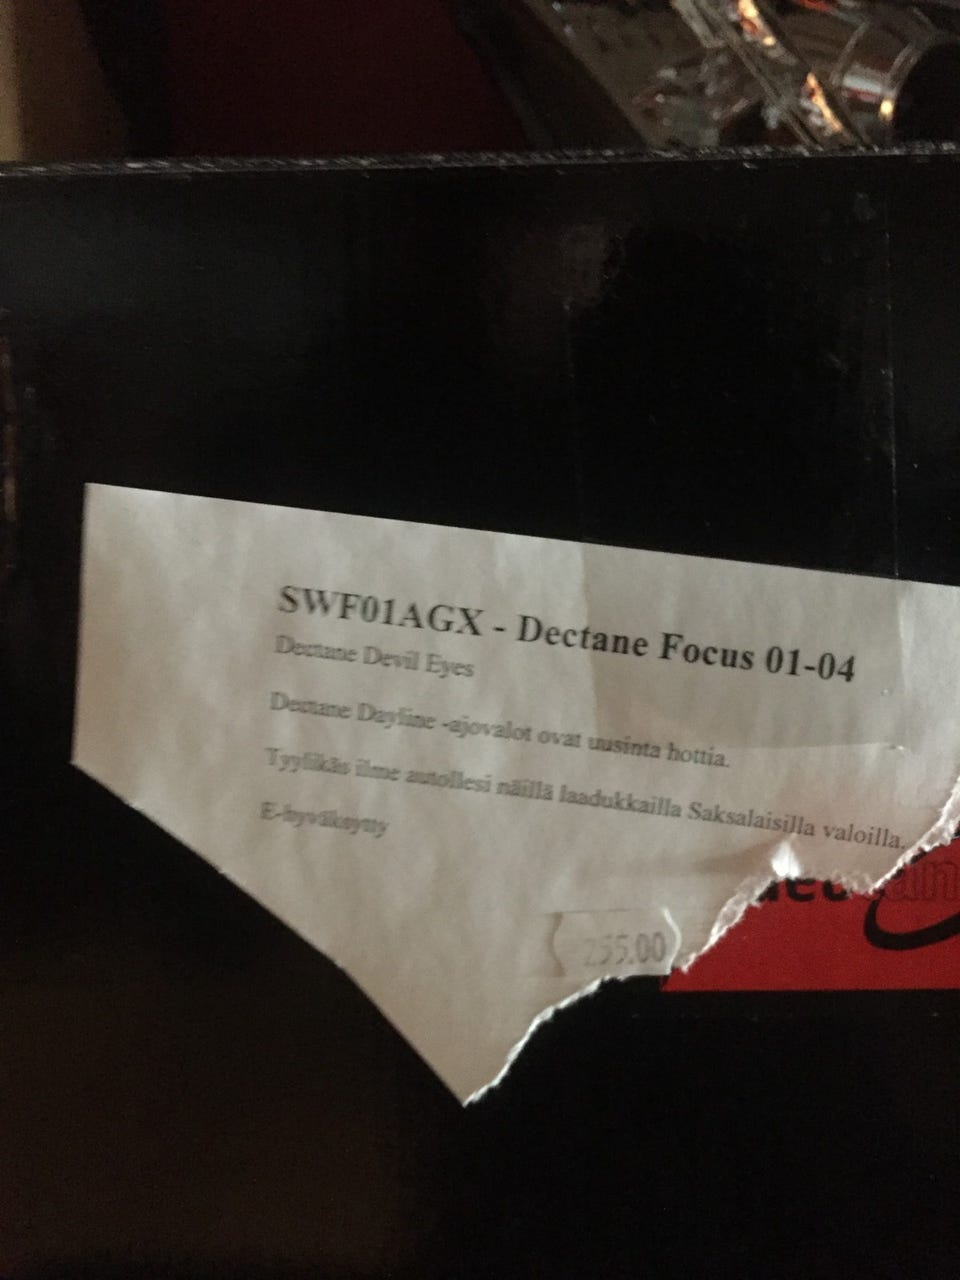 SWF01AGX - Dectane Focus 01-04
Dectane Devil Eyes
Dectane Dayline -ajovalot ovat uusinta hottia.
Tyylikäs ilme autollesi näillä laadukkailla Saksalaisilla valoilla.
E-hyväksytty
255.00